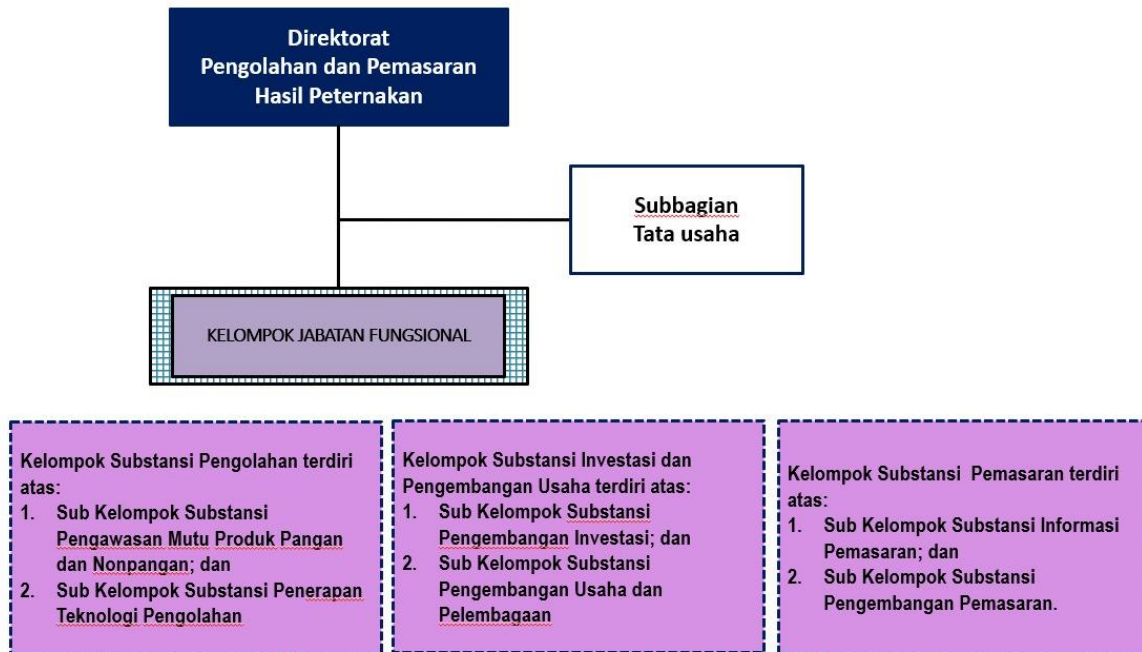 Direktorat
Pengolahan dan Pemasaran
Hasil Peternakan
Subbagian
Tata usaha
KELOMPOK JABATAN FUNGSIONAL
Kelompok Substansi Pengolahan terdiri
atas:
1. Sub Kelompok Substansi
Pengawasan Mutu Produk Pangan
dan Nonpangan; dan
2. Sub Kelompok Substansi Penerapan
Teknologi Pengolahan
Kelompok Substansi Investasi dan
Pengembangan Usaha terdiri atas:
1. Sub Kelompok Substansi
Pengembangan Investasi; dan
2. Sub Kelompok Substansi
Pengembangan Usaha dan
Pelembagaan
Kelompok Substansi Pemasaran terdiri
atas:
1. Sub Kelompok Substansi Informasi
Pemasaran; dan
2. Sub Kelompok Substansi
Pengembangan Pemasaran.